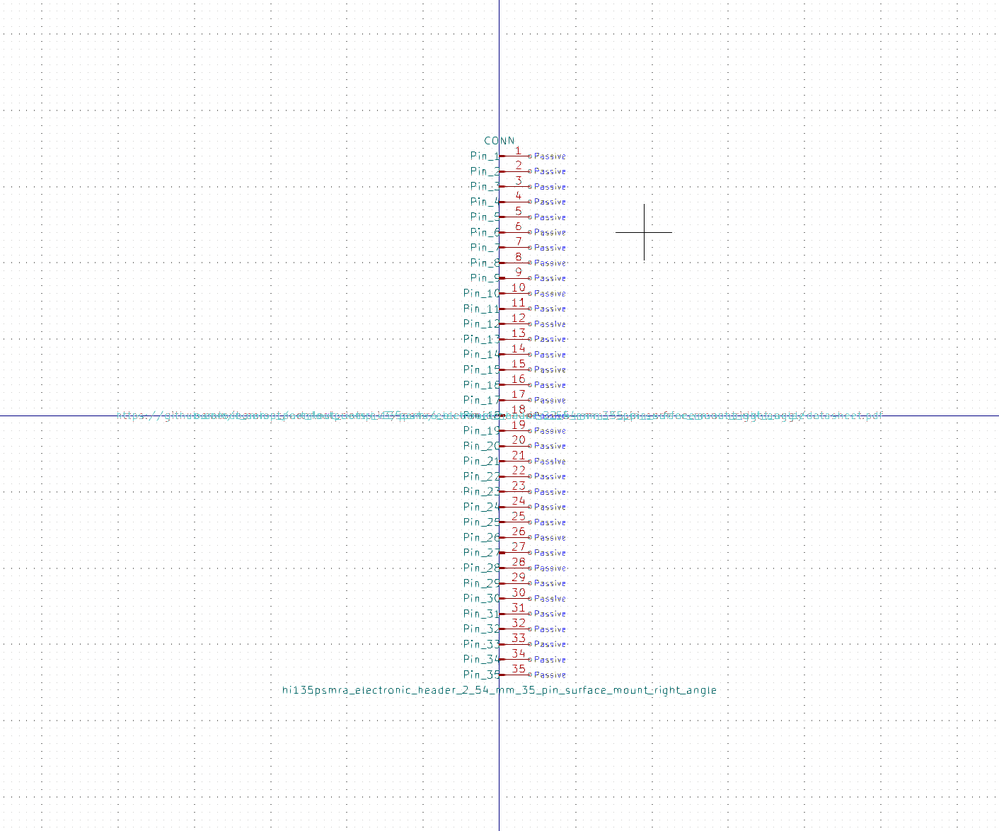 CONN
Pin_1 1 Passive
Pin_2 2 Passive
Pin_3 3 Passive
Pin_4 4 Passive
Pin_5 5 Passive
Pin_6 6 Passive
Pin_7 7 Passive
Pin_8 8 Passive
Pin_9 9 Passive
Pin_10 10 Passive
Pin_11 11 Passive
Pin_12 12 Passive
Pin_13 13 Passive
Pin_14 14 Passive
Pin_15 15 Passive
Pin_16 16 Passive
Pin_17 17 Passive
18
Pin_19 19 Passive
Pin_20 20 Passive
Pin_21 21 Passive
Pin_22 22 Passive
Pin_23 23 Passive
Pin_24 24 Passive
Pin_25 25 Passive
Pin_26 26 Passive
Pin_27 27 Passive
Pin_28 28 Passive
Pin_29 29 Passive
Pin_30 30 Passive
Pin_31 31 Passive
Pin_32 32 Passive
Pin_33 33 Passive
Pin_34 34 Passive
Pin_35 35 Passive
hi135psmra_electronic_header_2_54_mm_35_pin_surface_mount_right_angle